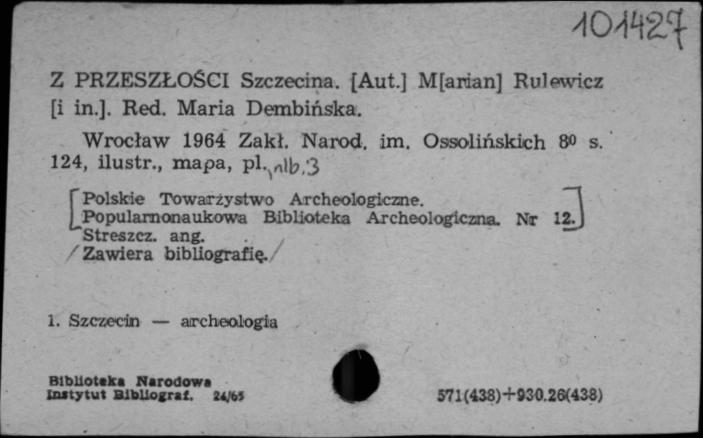 101427
Z PRZESZŁOŚCI Szczecina. [Aut.] M[arian] Rulewicz
[i in.]. Red. Maria Dembińska.
Wrocław 1964 Zakł. Narod. im. Ossolińskich 8⁰ s.
124, ilustr., mapa, pl., nlb. 3
[Polskie Towarzystwo Archeologiczne.
Popularnonaukowa Biblioteka Archeologiczna. Nr 12.]
Streszcz. ang.
/Zawiera bibliografię./
1. Szczecin — archeologia
Biblioteka Narodowa
Instytut Bibliograf. 24/65
571(438)+930.26(438)